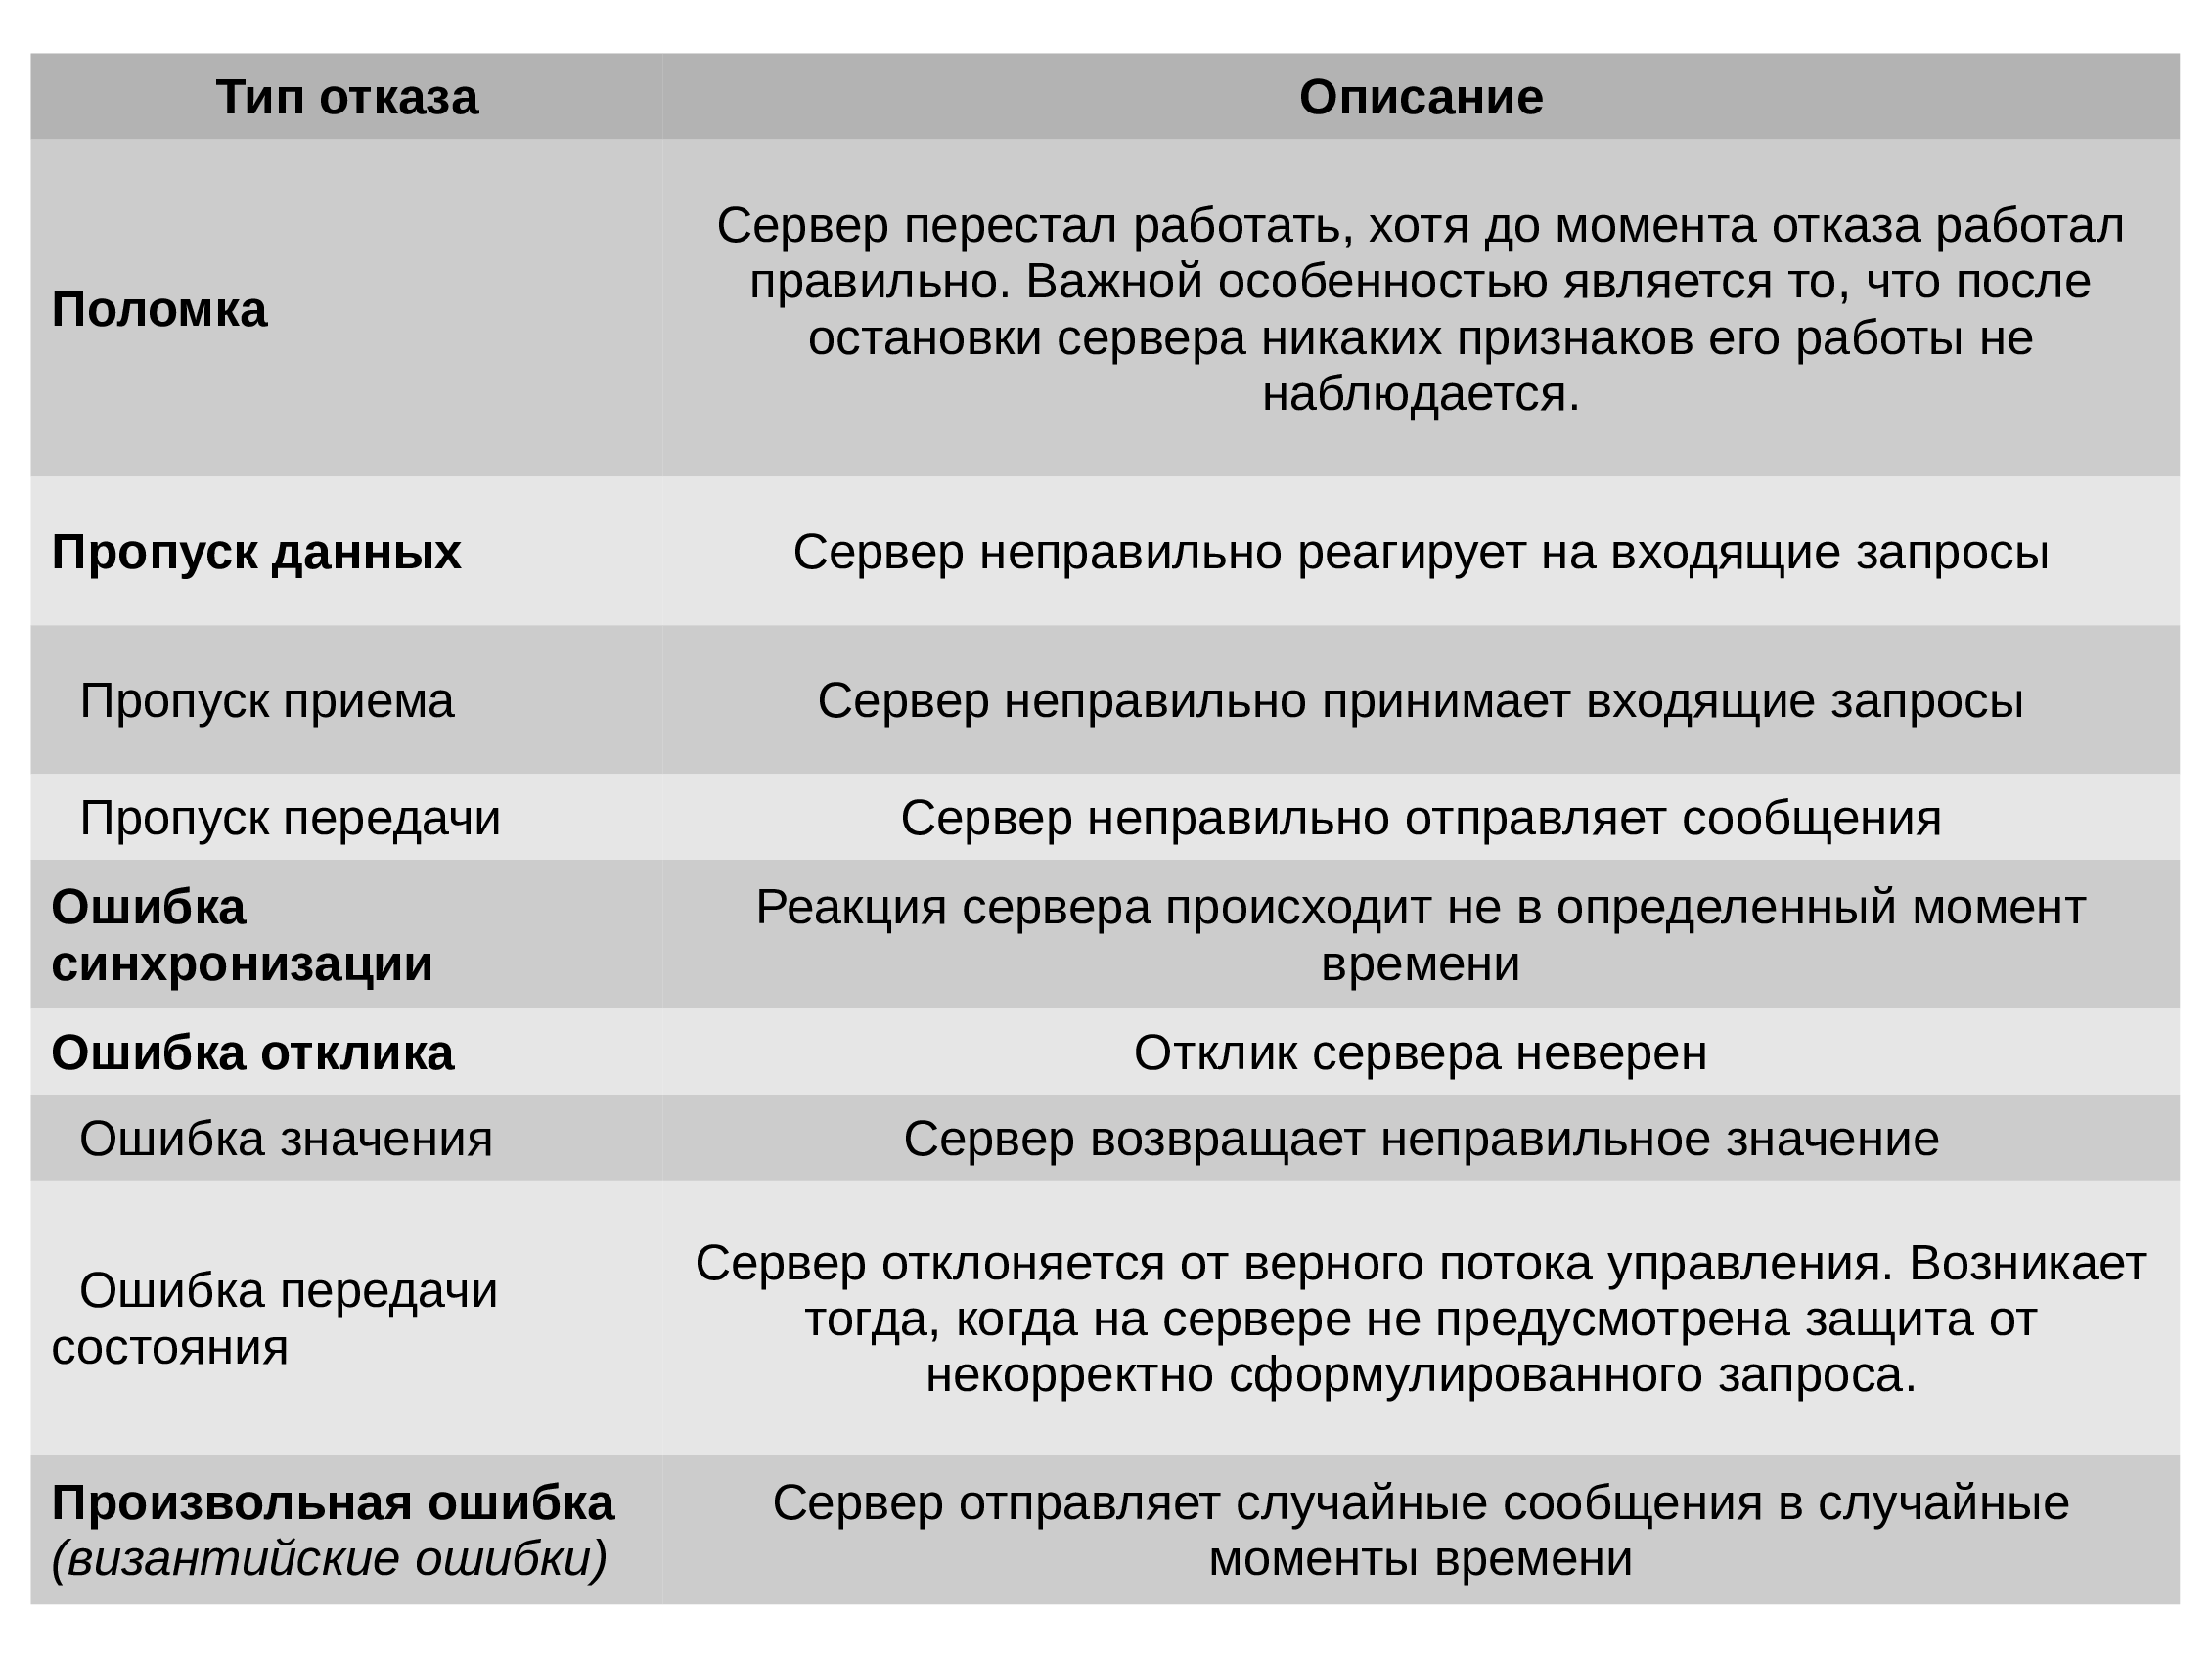 Тип отказа
Описание
Поломка
Сервер перестал работать, хотя до момента отказа работал
правильно. Важной особенностью является то, что после
остановки сервера никаких признаков его работы не
наблюдается.
Пропуск данных
Сервер неправильно реагирует на входящие запросы
Пропуск приема
Сервер неправильно принимает входящие запросы
Пропуск передачи
Сервер неправильно отправляет сообщения
Ошибка
синхронизации
Реакция сервера происходит не в определенный момент
времени
Ошибка отклика
Отклик сервера неверен
Ошибка значения
Сервер возвращает неправильное значение
Ошибка передачи
состояния
Сервер отклоняется от верного потока управления. Возникает
тогда, когда на сервере не предусмотрена защита от
некорректно сформулированного запроса.
Произвольная ошибка
(византийские ошибки)
Сервер отправляет случайные сообщения в случайные
моменты времени